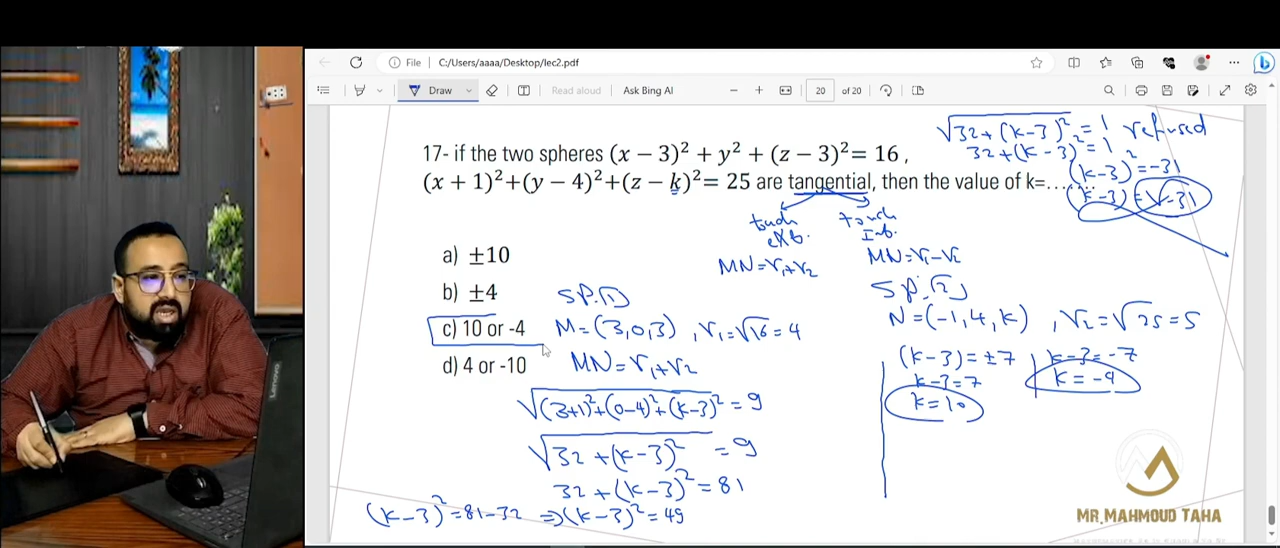 File | C:/Users/aaaa/Desktop/lec2.pdf
Draw
Read aloud
Ask Bing AI
20 of 20
17- if the two spheres (x − 3)² + y² + (z − 3)² = 16 ,
(x + 1)²+(y − 4)²+(z − k)²= 25 are tangential, then the value of k=........
a) ±10
b) ±4
c) 10 or -4
d) 4 or -10
√32 + (k−3)² = 1 refused
32+(k−3)² = 1
(k−3)² = −31
(k−3) = √−31
touch ext.
MN = r₁+r₂
touch Int.
MN = r₁−r₂
SP.(1)
M = (3,0,3) , r₁ = √16 = 4
SP.(2)
N = (−1,4,k) , r₂ = √25 = 5
MN = r₁+r₂
√(3+1)²+(0−4)²+(k−3)² = 9
√32 + (k−3)² = 9
32 + (k−3)² = 81
(k−3)² = 81−32 ⇒ (k−3)² = 49
(k−3) = ±7
k−3 = 7
k = 10
k−3 = −7
k = −4
MR.MAHMOUD TAHA
Lenovo